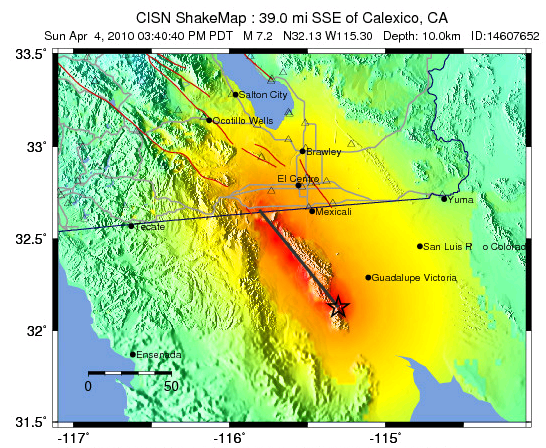 CISN ShakeMap : 39.0 mi SSE of Calexico, CA
Sun Apr 4, 2010 03:40:40 PM PDT M 7.2 N32.13 W115.30 Depth: 10.0km ID:14607652
33.5°
Salton City
Ocotillo Wells
33°
Brawley
El Centro
Yuma
Mexicali
32.5°
Tecate
San Luis R
Colorad
Guadalupe Victoria
32°
Ensenada
0 50
31.5°
-117° -116° -115°